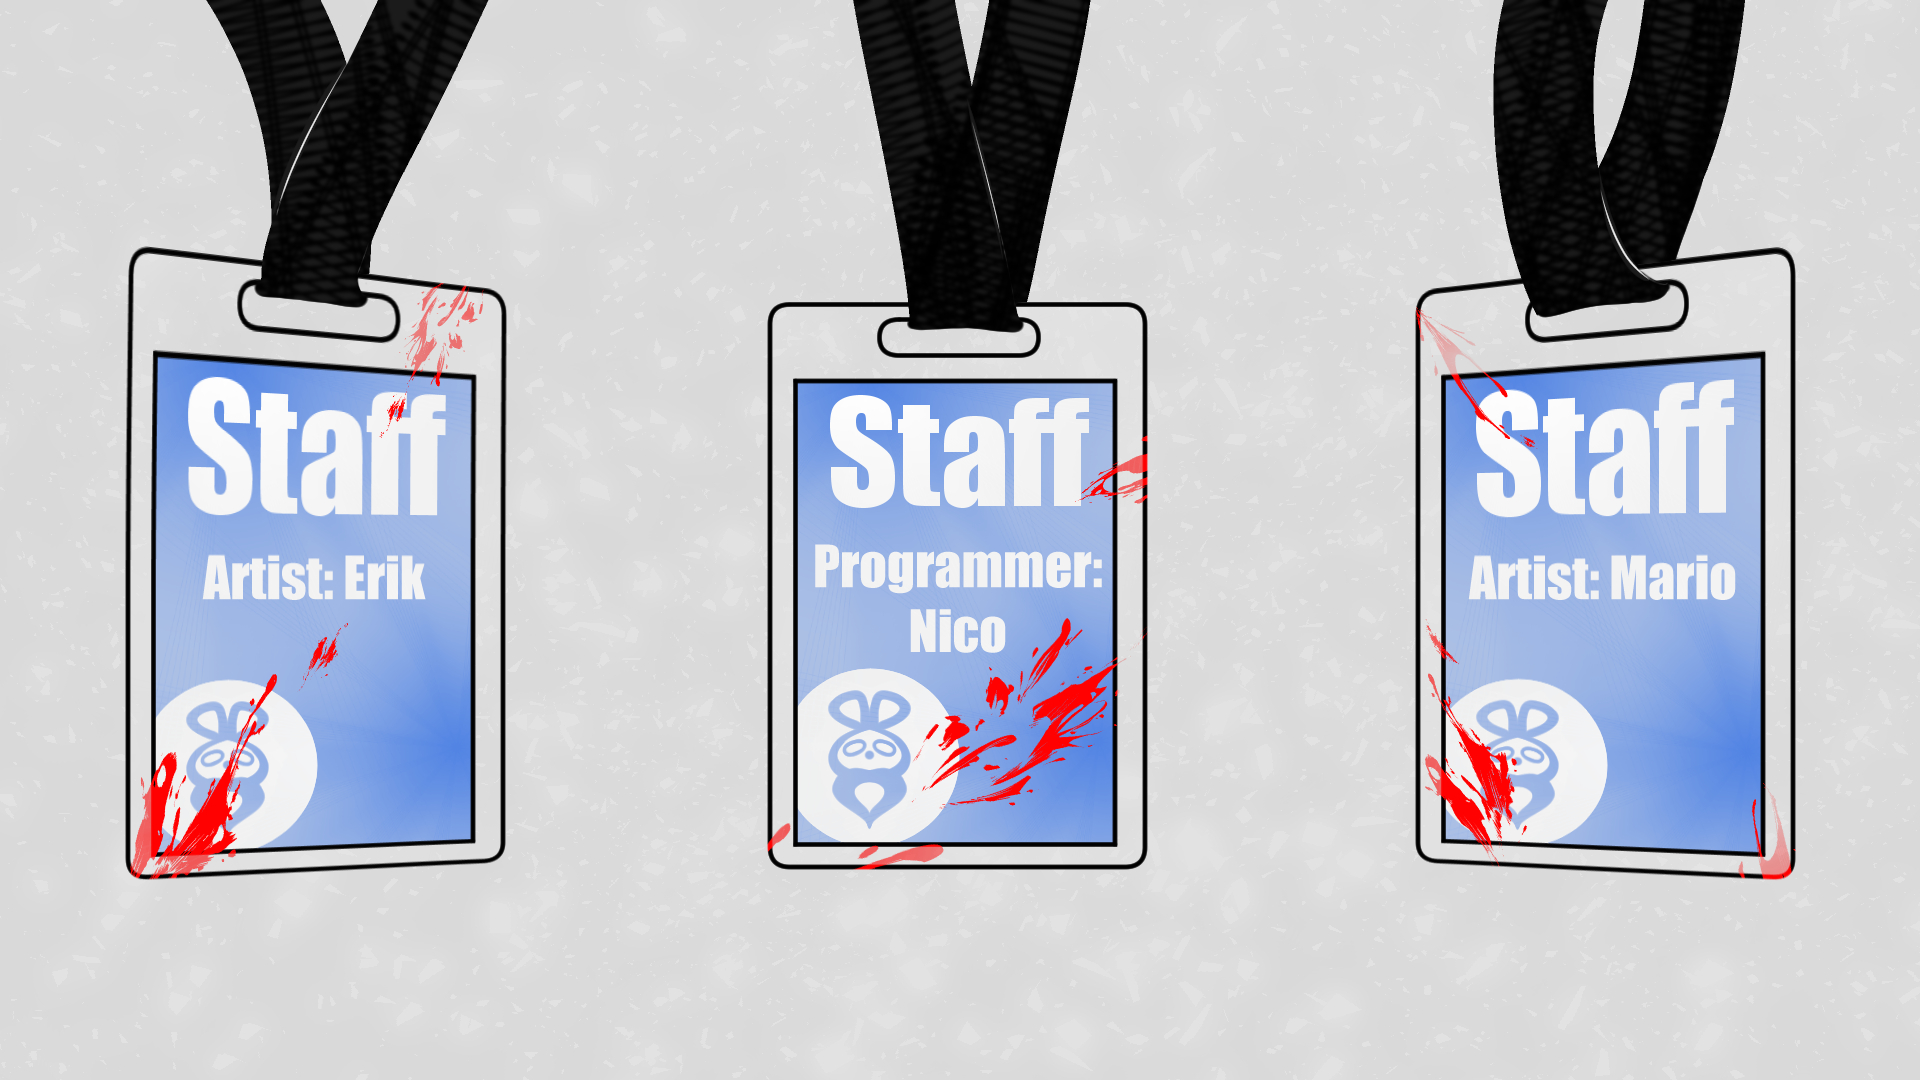 Staff
Artist: Erik
Staff
Programmer:
Nico
Staff
Artist: Mario